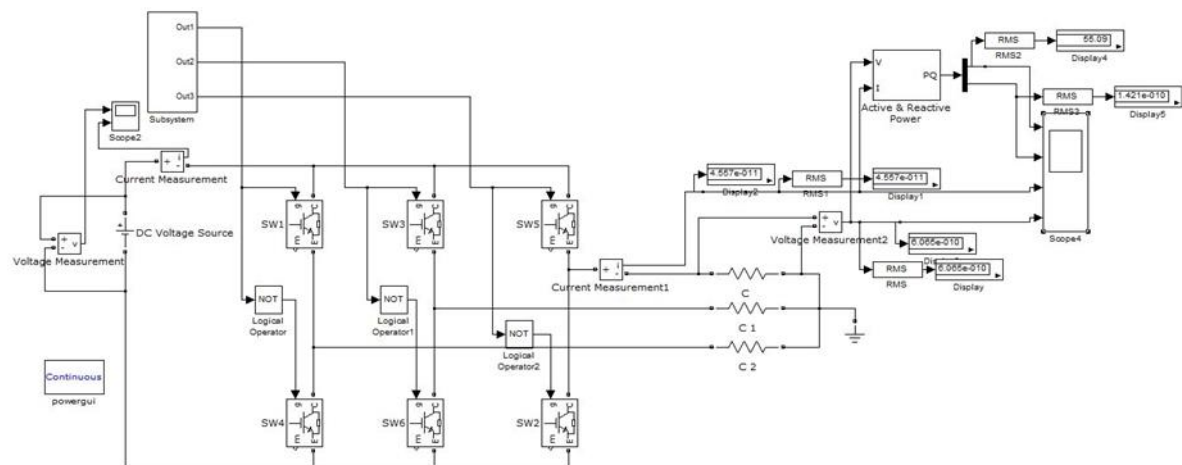 Out1
Out2
Out3
Subsystem
Scope2
+
-
i
Current Measurement
+
-
v
Voltage Measurement
+
DC Voltage Source
SW1
g
C
m
E
SW3
g
C
m
E
SW5
g
C
m
E
NOT
Logical
Operator
NOT
Logical
Operator1
NOT
Logical
Operator2
SW4
g
C
m
E
SW6
g
C
m
E
SW2
g
C
m
E
Continuous
powergui
+
-
i
Current Measurement1
C
C 1
C 2
4.557e-011
Display2
RMS
RMS1
4.557e-011
Display1
+
-
v
Voltage Measurement2
6.065e-010
RMS
RMS
6.065e-010
Display
V
I
PQ
Active & Reactive
Power
RMS
RMS2
55.09
Display4
RMS
RMS3
1.421e-010
Display5
Scope4